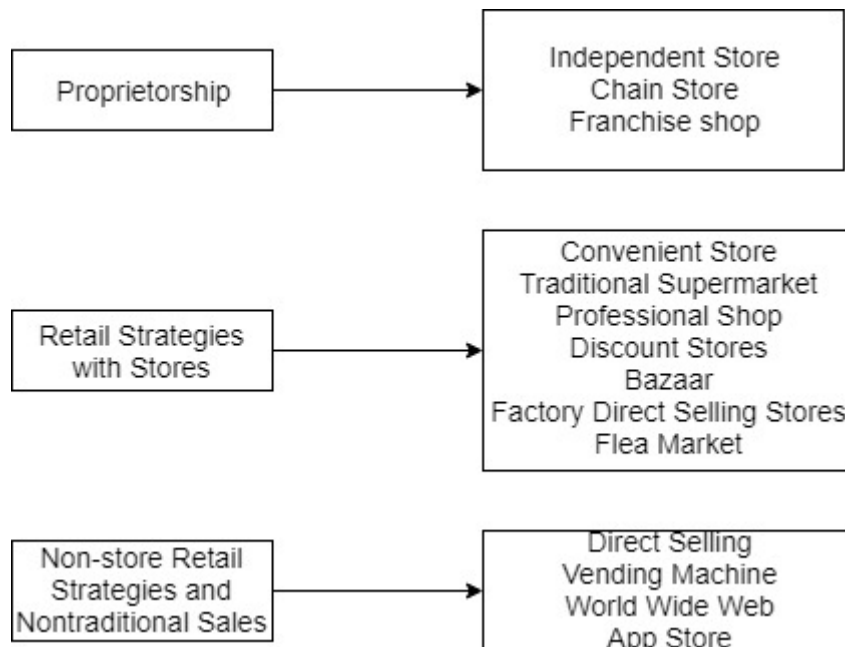 Proprietorship
Independent Store
Chain Store
Franchise shop
Retail Strategies
with Stores
Convenient Store
Traditional Supermarket
Professional Shop
Discount Stores
Bazaar
Factory Direct Selling Stores
Flea Market
Non-store Retail
Strategies and
Nontraditional Sales
Direct Selling
Vending Machine
World Wide Web
App Store